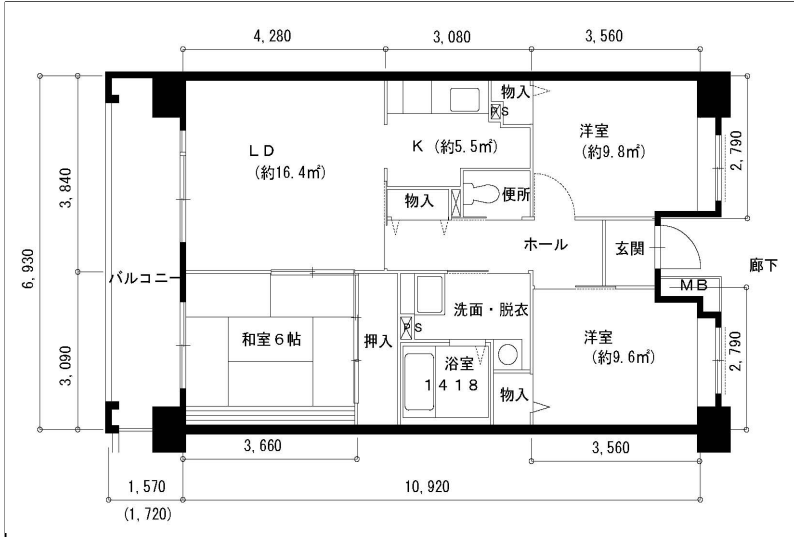 4,280
3,080
3,560
物入
PS
洋室
(約9.8㎡)
2,790
LD
(約16.4㎡)
K (約5.5㎡)
3,840
物入
便所
6,930
ホール
玄関
廊下
バルコニー
MB
洗面・脱衣
PS
和室6帖
押入
洋室
(約9.6㎡)
2,790
3,090
浴室
1418
物入
3,660
3,560
1,570
10,920
(1,720)